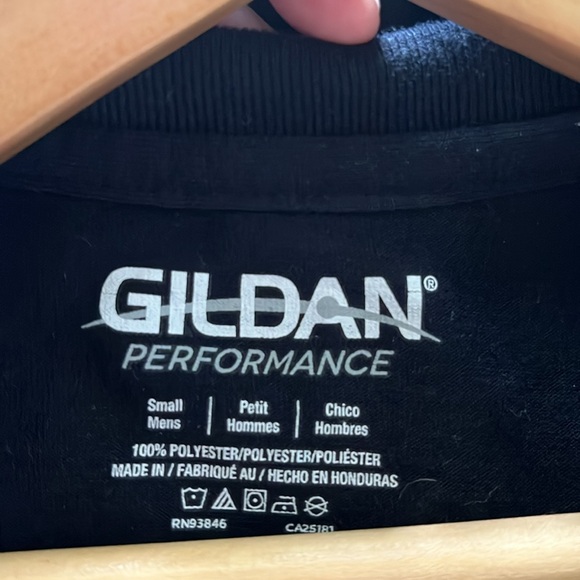 GILDAN®
PERFORMANCE
Small | Petit | Chico
Mens | Hommes | Hombres
100% POLYESTER/POLYESTER/POLIÉSTER
MADE IN / FABRIQUÉ AU / HECHO EN HONDURAS
RN93846 CA25181